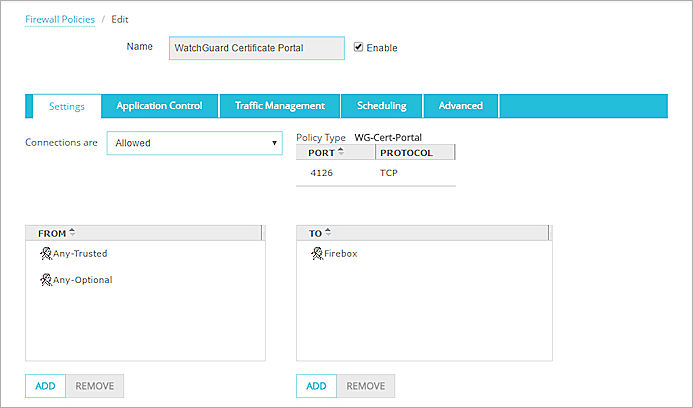 Firewall Policies / Edit
Name WatchGuard Certificate Portal Enable
Settings Application Control Traffic Management Scheduling Advanced
Connections are Allowed
Policy Type WG-Cert-Portal
PORT PROTOCOL
4126 TCP
FROM
Any-Trusted
Any-Optional
ADD REMOVE
TO
Firebox
ADD REMOVE